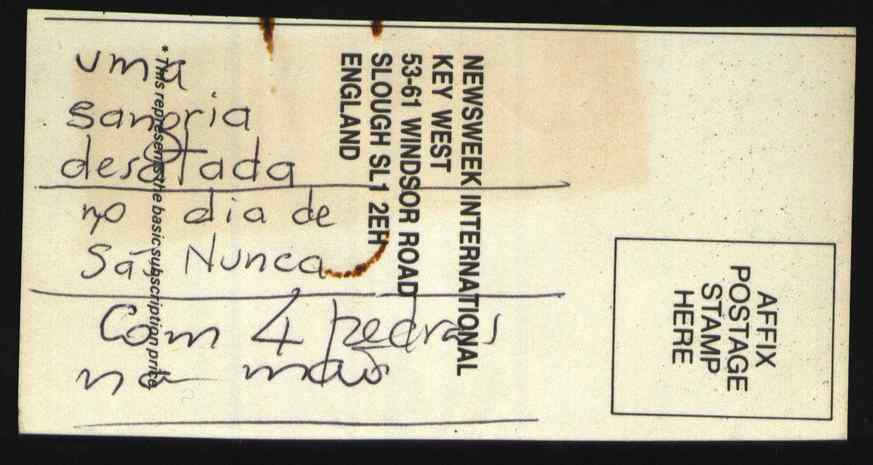 uma
sangria
desatada
no dia de
Sã Nunca
Com 4 pedras
na mão
NEWSWEEK INTERNATIONAL
KEY WEST
53-61 WINDSOR ROAD
SLOUGH SL1 2EH
ENGLAND
* This represents the basic subscription price
AFFIX
POSTAGE
STAMP
HERE